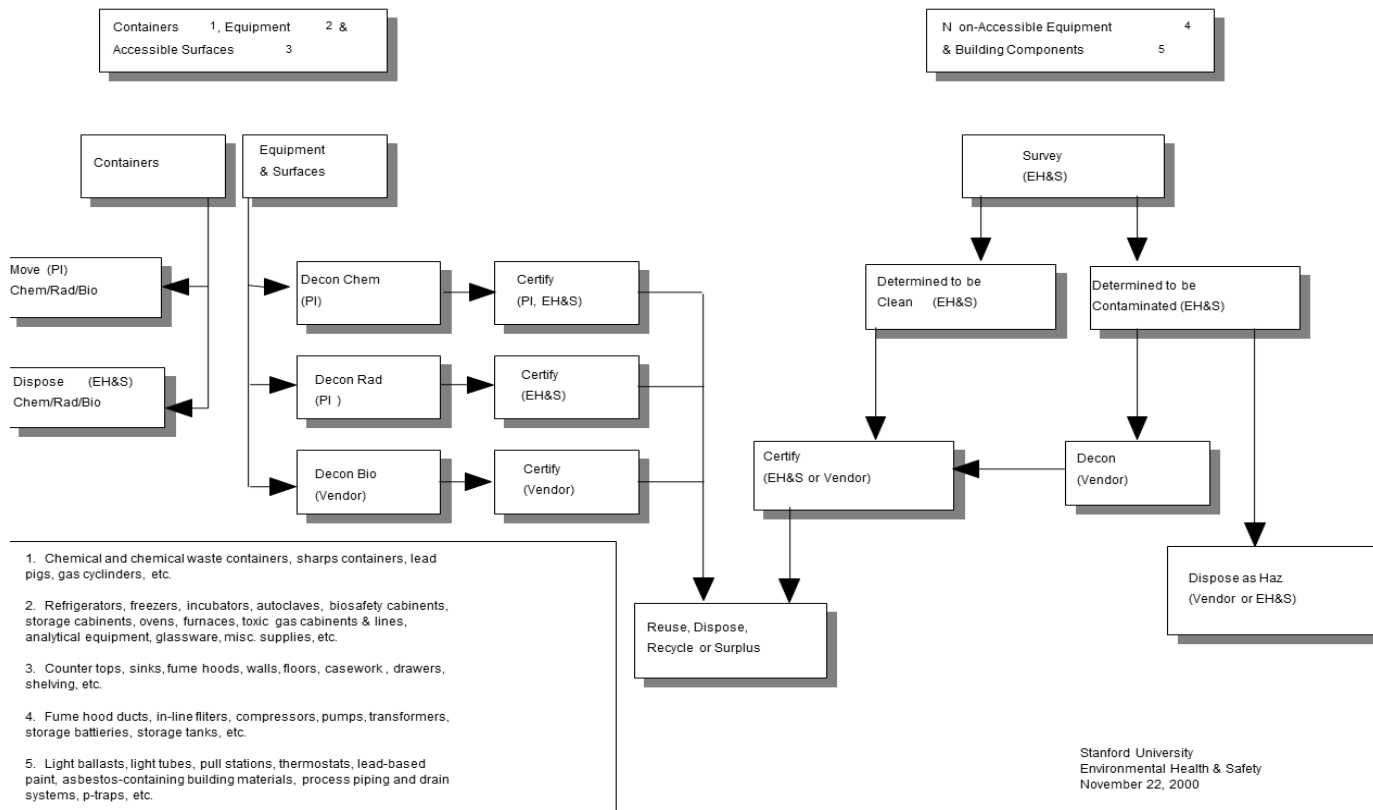 Containers 1, Equipment 2 &
Accessible Surfaces 3
N on-Accessible Equipment 4
& Building Components 5
Containers
Equipment
& Surfaces
Survey
(EH&S)
Move (PI)
Chem/Rad/Bio
Decon Chem
(PI)
Certify
(PI, EH&S)
Determined to be
Clean (EH&S)
Determined to be
Contaminated (EH&S)
Dispose (EH&S)
Chem/Rad/Bio
Decon Rad
(PI )
Certify
(EH&S)
Decon Bio
(Vendor)
Certify
(Vendor)
Certify
(EH&S or Vendor)
Decon
(Vendor)
Dispose as Haz
(Vendor or EH&S)
Reuse, Dispose,
Recycle or Surplus
1. Chemical and chemical waste containers, sharps containers, lead
pigs, gas cyclinders, etc.
2. Refrigerators, freezers, incubators, autoclaves, biosafety cabinents,
storage cabinents, ovens, furnaces, toxic gas cabinents & lines,
analytical equipment, glassware, misc. supplies, etc.
3. Counter tops, sinks, fume hoods, walls, floors, casework , drawers,
shelving, etc.
4. Fume hood ducts, in-line fliters, compressors, pumps, transformers,
storage battieries, storage tanks, etc.
5. Light ballasts, light tubes, pull stations, thermostats, lead-based
paint, asbestos-containing building materials, process piping and drain
systems, p-traps, etc.
Stanford University
Environmental Health & Safety
November 22, 2000